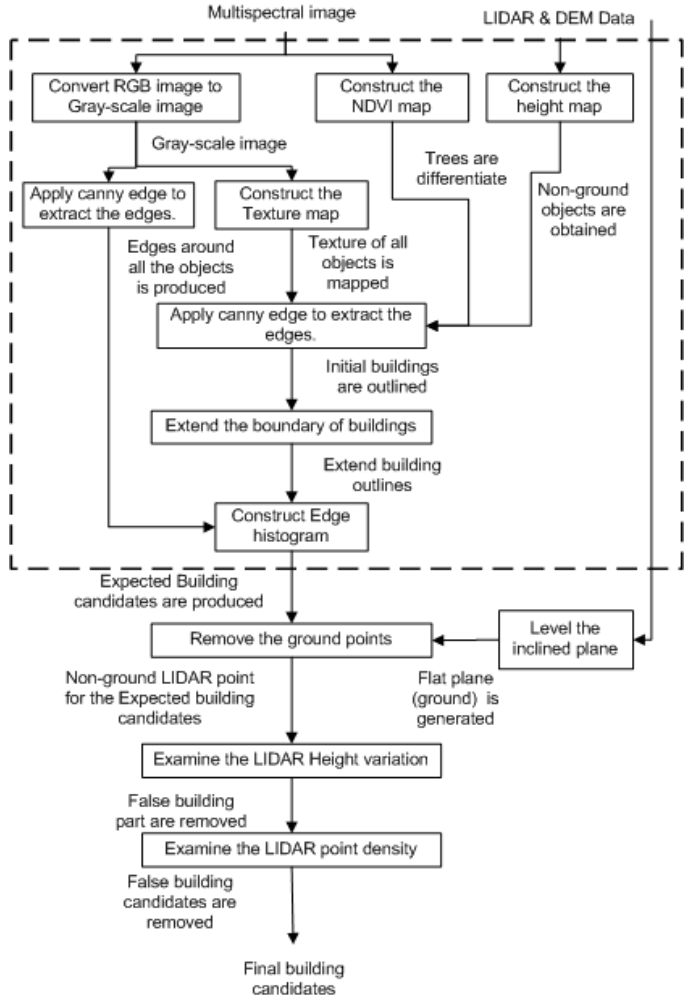 Multispectral image
LIDAR & DEM Data
Convert RGB image to
Gray-scale image
Construct the
NDVI map
Construct the
height map
Gray-scale image
Trees are
differentiate
Apply canny edge to
extract the edges.
Construct the
Texture map
Non-ground
objects are
obtained
Edges around
all the objects
is produced
Texture of all
objects is
mapped
Apply canny edge to extract the
edges.
Initial buildings
are outlined
Extend the boundary of buildings
Extend building
outlines
Construct Edge
histogram
Expected Building
candidates are produced
Remove the ground points
Level the
inclined plane
Non-ground LIDAR point
for the Expected building
candidates
Flat plane
(ground) is
generated
Examine the LIDAR Height variation
False building
part are removed
Examine the LIDAR point density
False building
candidates are
removed
Final building
candidates